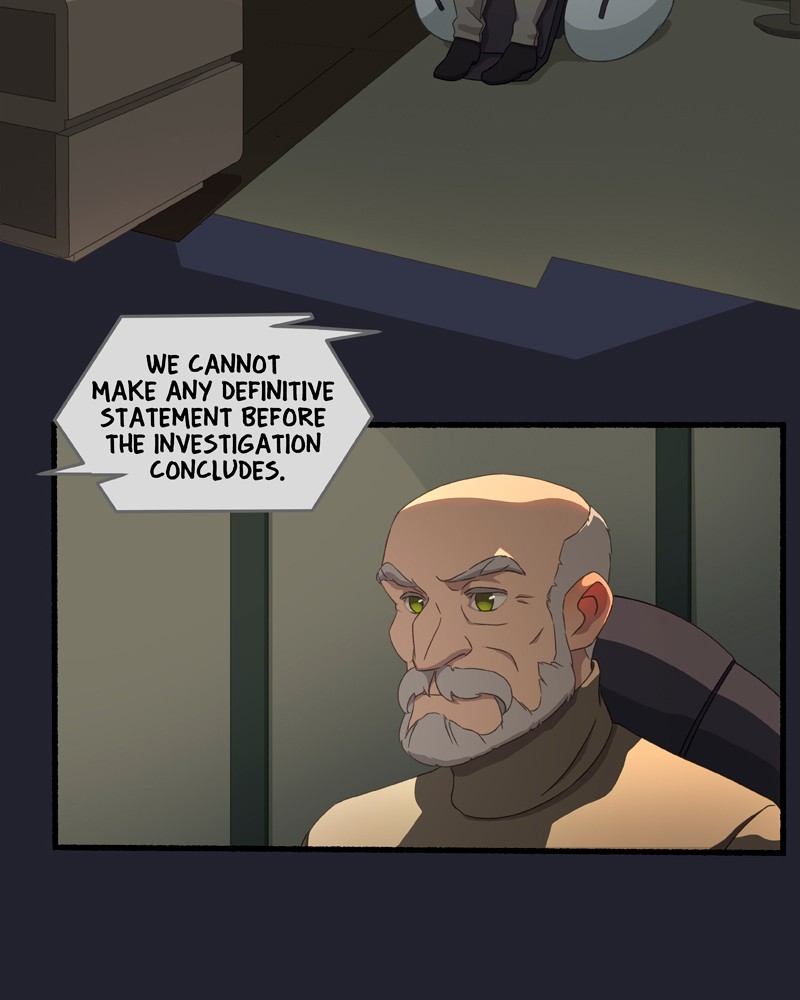 WE CANNOT
MAKE ANY DEFINITIVE
STATEMENT BEFORE
THE INVESTIGATION
CONCLUDES.